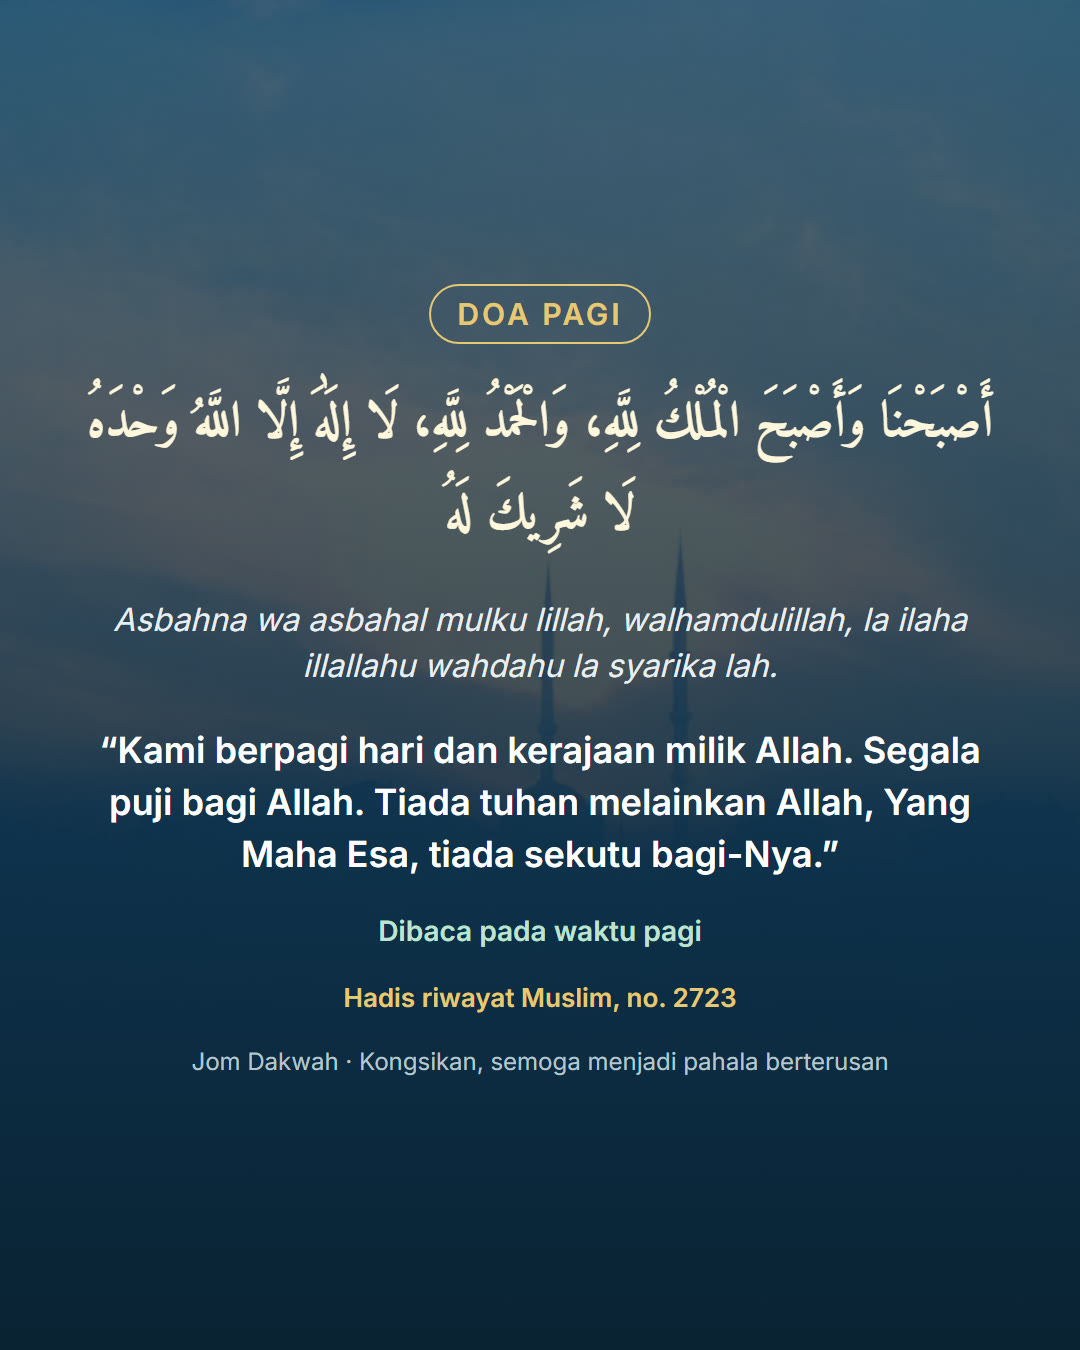 DOA PAGI
أَصْبَحْنَا وَأَصْبَحَ الْمُلْكُ لِلَّهِ، وَالْحَمْدُ لِلَّهِ، لَا إِلَٰهَ إِلَّا اللَّهُ وَحْدَهُ
لَا شَرِيكَ لَهُ
Asbahna wa asbahal mulku lillah, walhamdulillah, la ilaha
illallahu wahdahu la syarika lah.
“Kami berpagi hari dan kerajaan milik Allah. Segala
puji bagi Allah. Tiada tuhan melainkan Allah, Yang
Maha Esa, tiada sekutu bagi-Nya.”
Dibaca pada waktu pagi
Hadis riwayat Muslim, no. 2723
Jom Dakwah · Kongsikan, semoga menjadi pahala berterusan